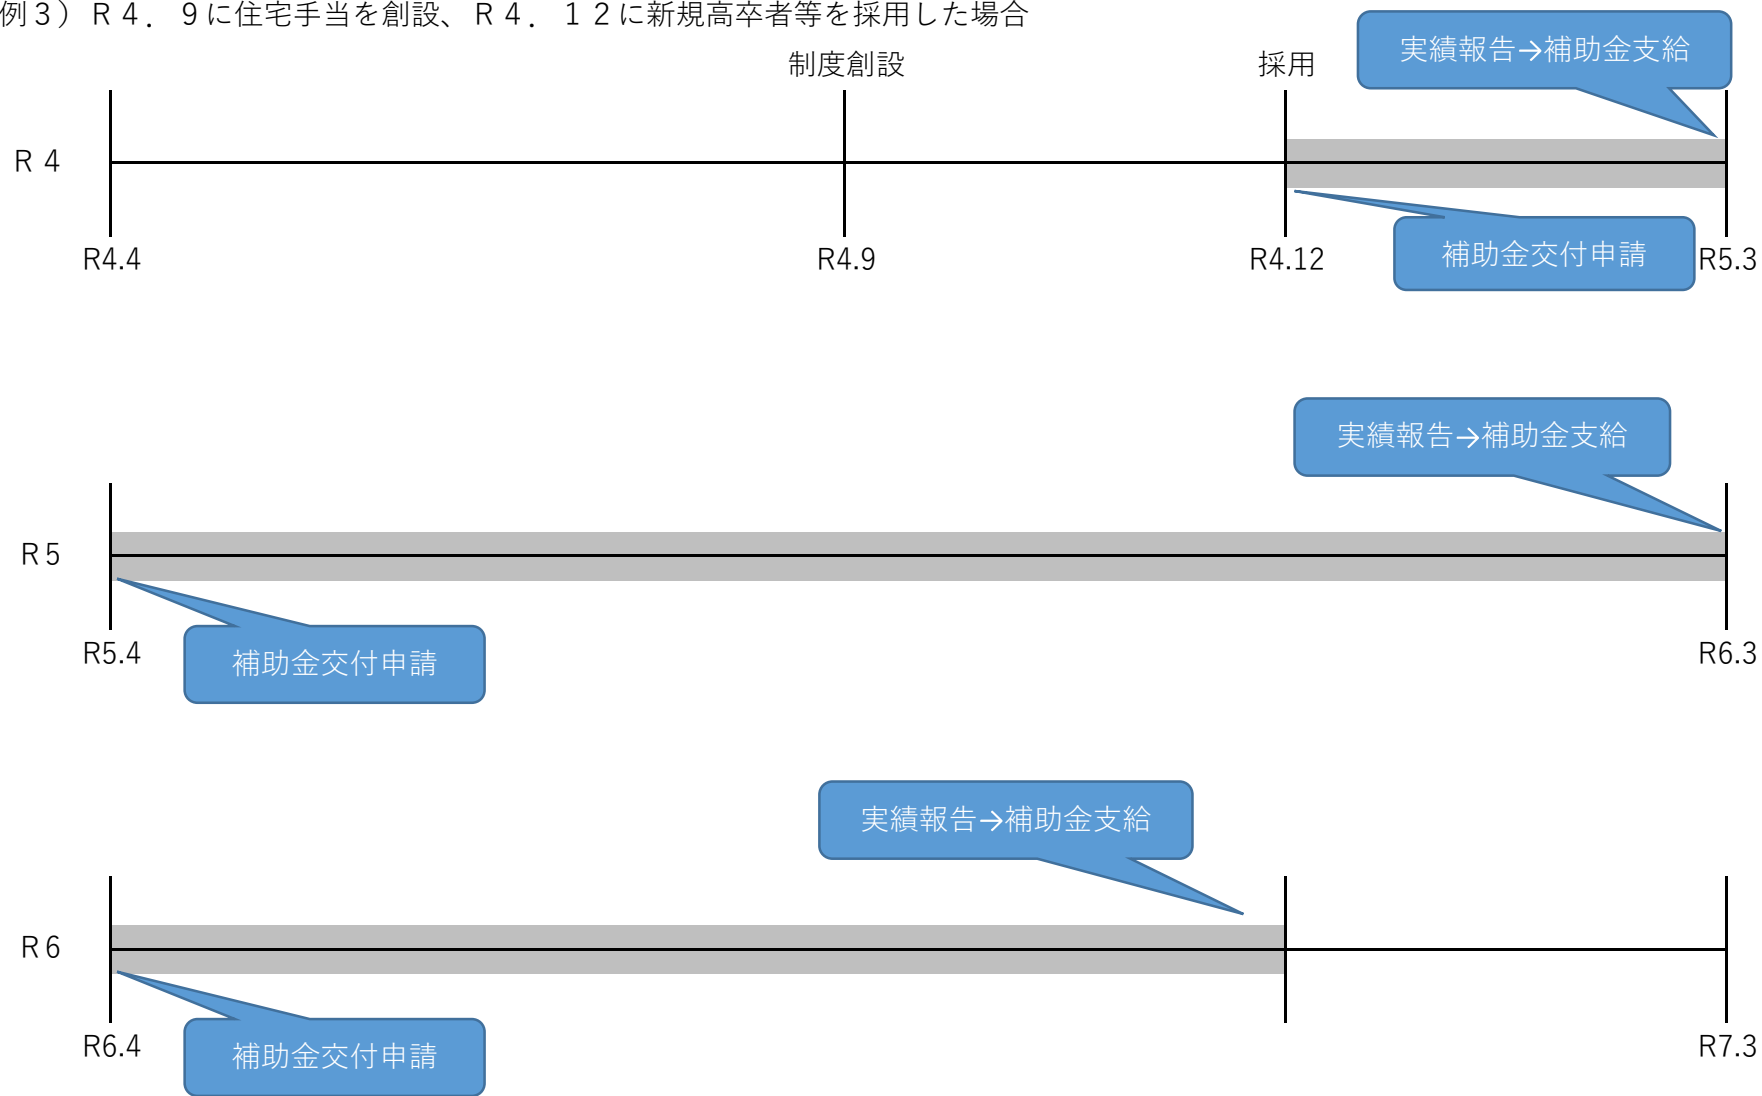 例３）Ｒ４．９に住宅手当を創設、Ｒ４．１２に新規高卒者等を採用した場合
実績報告→補助金支給
制度創設
採用
Ｒ４
補助金交付申請
R4.4
R4.9
R4.12
R5.3
実績報告→補助金支給
Ｒ５
R5.4
補助金交付申請
R6.3
実績報告→補助金支給
Ｒ６
R6.4
補助金交付申請
R7.3